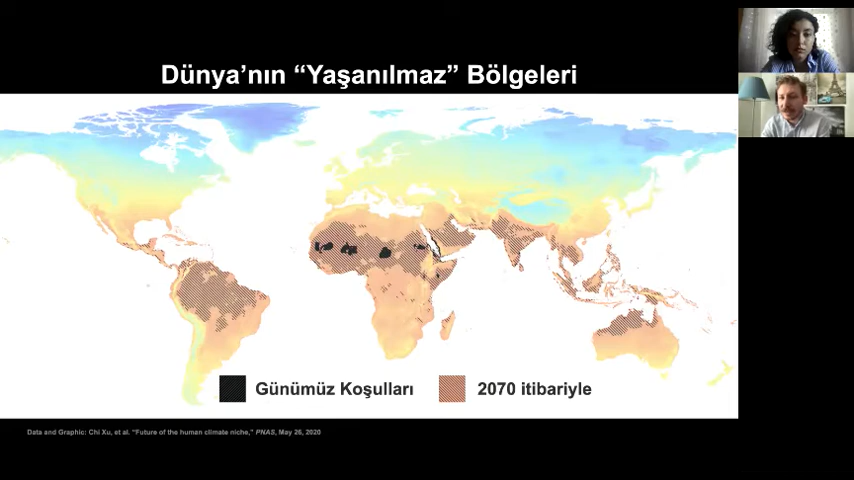 Dünya’nın “Yaşanılmaz” Bölgeleri
Günümüz Koşulları
2070 itibariyle
Data and Graphic: Chi Xu, et al. "Future of the human climate niche," PNAS, May 26, 2020